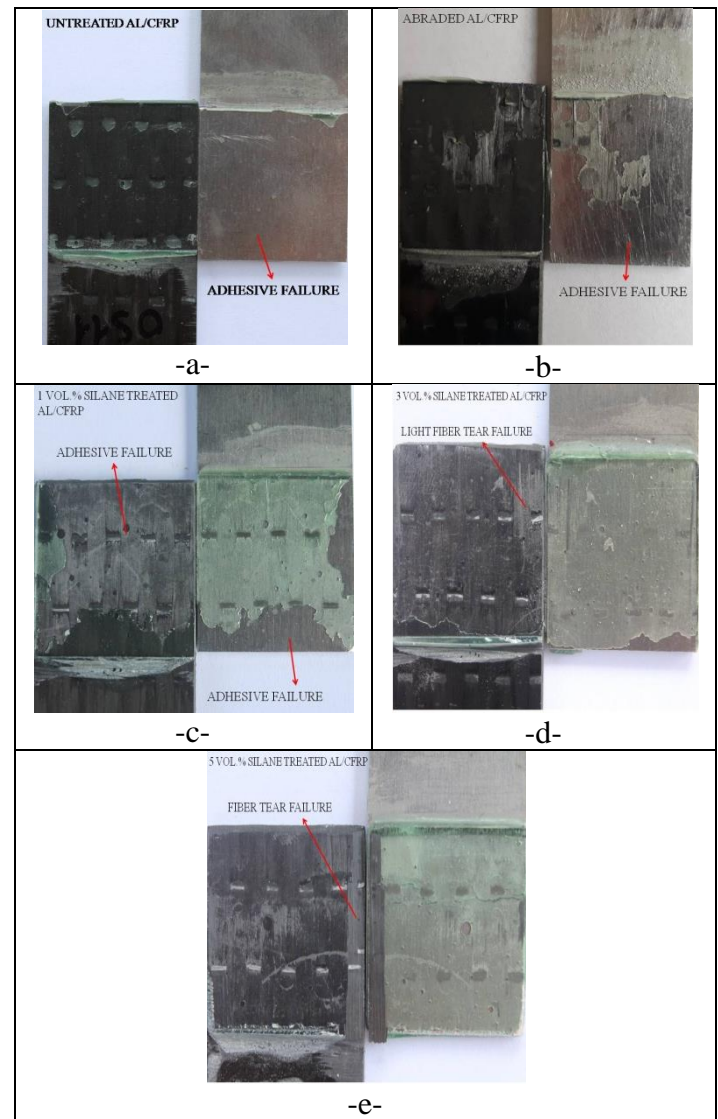 UNTREATED AL/CFRP
ADHESIVE FAILURE
-a-
ABRADED AL/CFRP
ADHESIVE FAILURE
-b-
1 VOL.% SILANE TREATED
AL/CFRP
ADHESIVE FAILURE
ADHESIVE FAILURE
-c-
3 VOL.% SILANE TREATED AL/CFRP
LIGHT FIBER TEAR FAILURE
-d-
5 VOL.% SILANE TREATED AL/CFRP
FIBER TEAR FAILURE
-e-